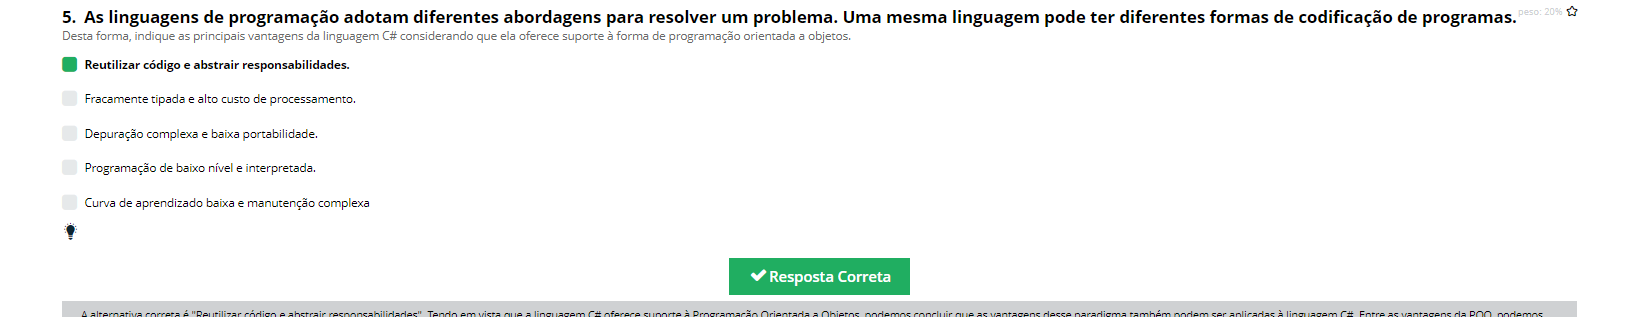 5. As linguagens de programação adotam diferentes abordagens para resolver um problema. Uma mesma linguagem pode ter diferentes formas de codificação de programas. peso: 20%
Desta forma, indique as principais vantagens da linguagem C# considerando que ela oferece suporte à forma de programação orientada a objetos.
Reutilizar código e abstrair responsabilidades.
Fracamente tipada e alto custo de processamento.
Depuração complexa e baixa portabilidade.
Programação de baixo nível e interpretada.
Curva de aprendizado baixa e manutenção complexa
Resposta Correta
A alternativa correta é "Reutilizar código e abstrair responsabilidades". Tendo em vista que a linguagem C# oferece suporte à Programação Orientada a Objetos, podemos concluir que as vantagens desse paradigma também podem ser aplicadas à linguagem C#. Entre as vantagens da POO, podemos